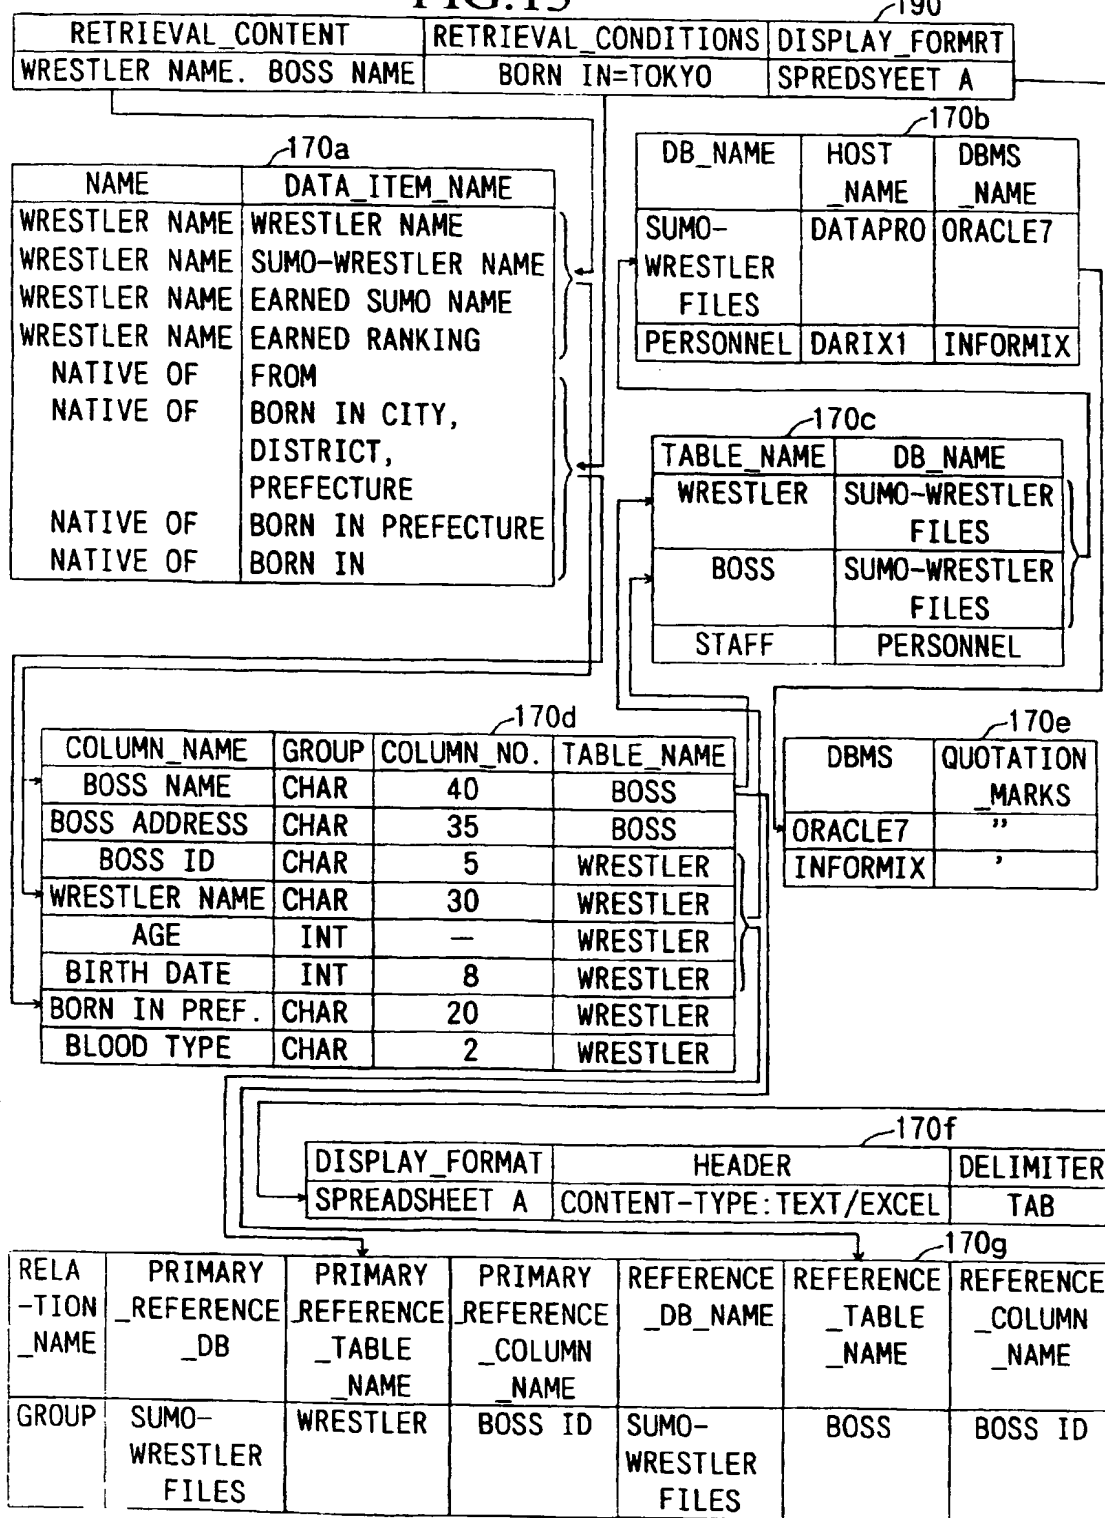 FIG.15
190
RETRIEVAL_CONTENT RETRIEVAL_CONDITIONS DISPLAY_FORMRT
WRESTLER NAME. BOSS NAME BORN IN=TOKYO SPREDSYEET A
170a
NAME DATA_ITEM_NAME
WRESTLER NAME WRESTLER NAME
WRESTLER NAME SUMO-WRESTLER NAME
WRESTLER NAME EARNED SUMO NAME
WRESTLER NAME EARNED RANKING
NATIVE OF FROM
NATIVE OF BORN IN CITY,
DISTRICT,
PREFECTURE
NATIVE OF BORN IN PREFECTURE
NATIVE OF BORN IN
170b
DB_NAME HOST DBMS
_NAME _NAME
SUMO- DATAPRO ORACLE7
WRESTLER
FILES
PERSONNEL DARIX1 INFORMIX
170c
TABLE_NAME DB_NAME
WRESTLER SUMO-WRESTLER
FILES
BOSS SUMO-WRESTLER
FILES
STAFF PERSONNEL
170d
COLUMN_NAME GROUP COLUMN_NO. TABLE_NAME
BOSS NAME CHAR 40 BOSS
BOSS ADDRESS CHAR 35 BOSS
BOSS ID CHAR 5 WRESTLER
WRESTLER NAME CHAR 30 WRESTLER
AGE INT — WRESTLER
BIRTH DATE INT 8 WRESTLER
BORN IN PREF. CHAR 20 WRESTLER
BLOOD TYPE CHAR 2 WRESTLER
170e
DBMS QUOTATION
_MARKS
ORACLE7 ”
INFORMIX ’
170f
DISPLAY_FORMAT HEADER DELIMITER
SPREADSHEET A CONTENT-TYPE:TEXT/EXCEL TAB
170g
RELA PRIMARY PRIMARY PRIMARY REFERENCE REFERENCE REFERENCE
-TION _REFERENCE _REFERENCE _REFERENCE _DB_NAME _TABLE _COLUMN
_NAME _DB _TABLE _COLUMN _NAME _NAME
_NAME _NAME
GROUP SUMO- WRESTLER BOSS ID SUMO- BOSS BOSS ID
WRESTLER WRESTLER
FILES FILES